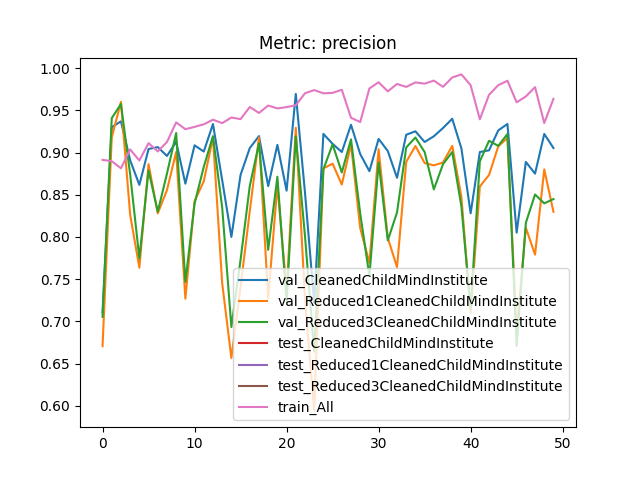 Metric: precision
1.00
0.95
0.90
0.85
0.80
0.75
0.70
0.65
0.60
val_CleanedChildMindInstitute
val_Reduced1CleanedChildMindInstitute
val_Reduced3CleanedChildMindInstitute
test_CleanedChildMindInstitute
test_Reduced1CleanedChildMindInstitute
test_Reduced3CleanedChildMindInstitute
train_All
0 10 20 30 40 50